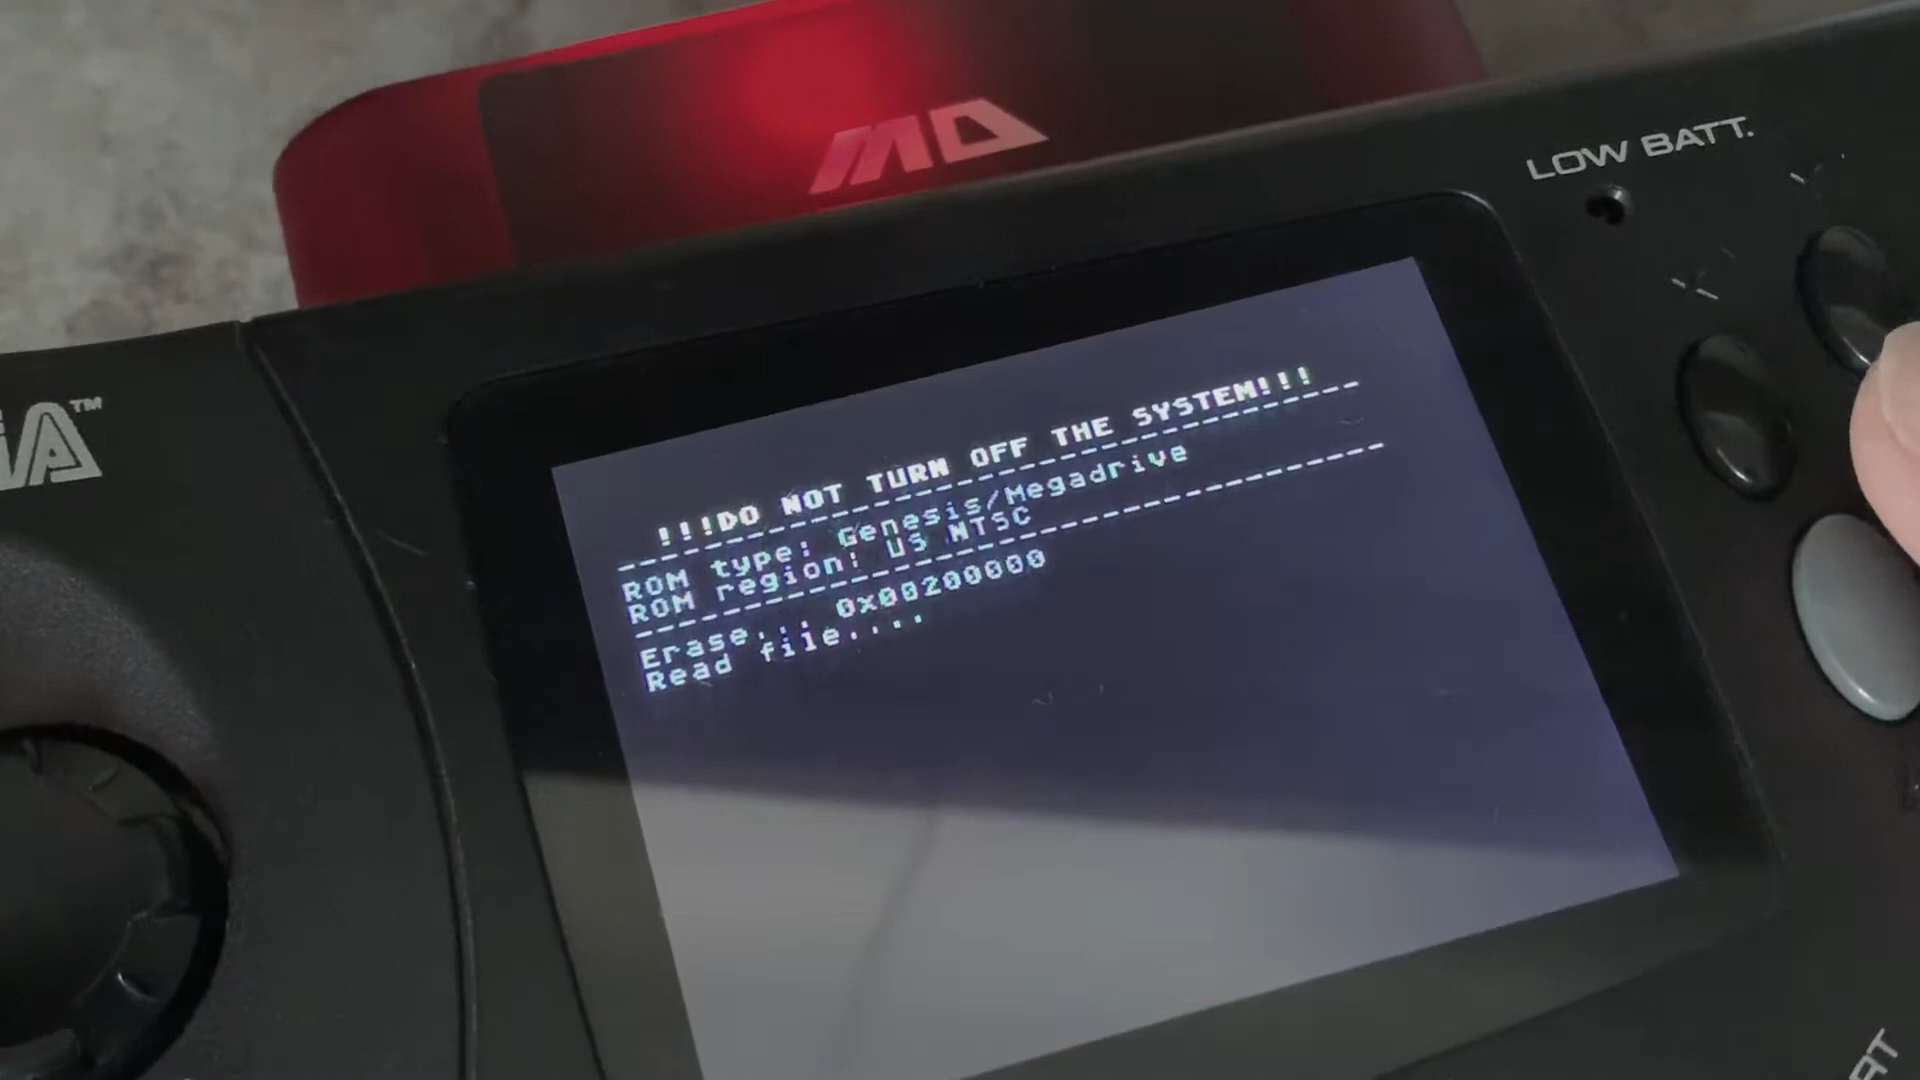 MD
LOW BATT.
Y
X
iA™
!!!DO NOT TURN OFF THE SYSTEM!!!
--------------------------------
ROM type: Genesis/Megadrive
ROM region: US NTSC
--------------------------------
Erase... 0x00200000
Read file....